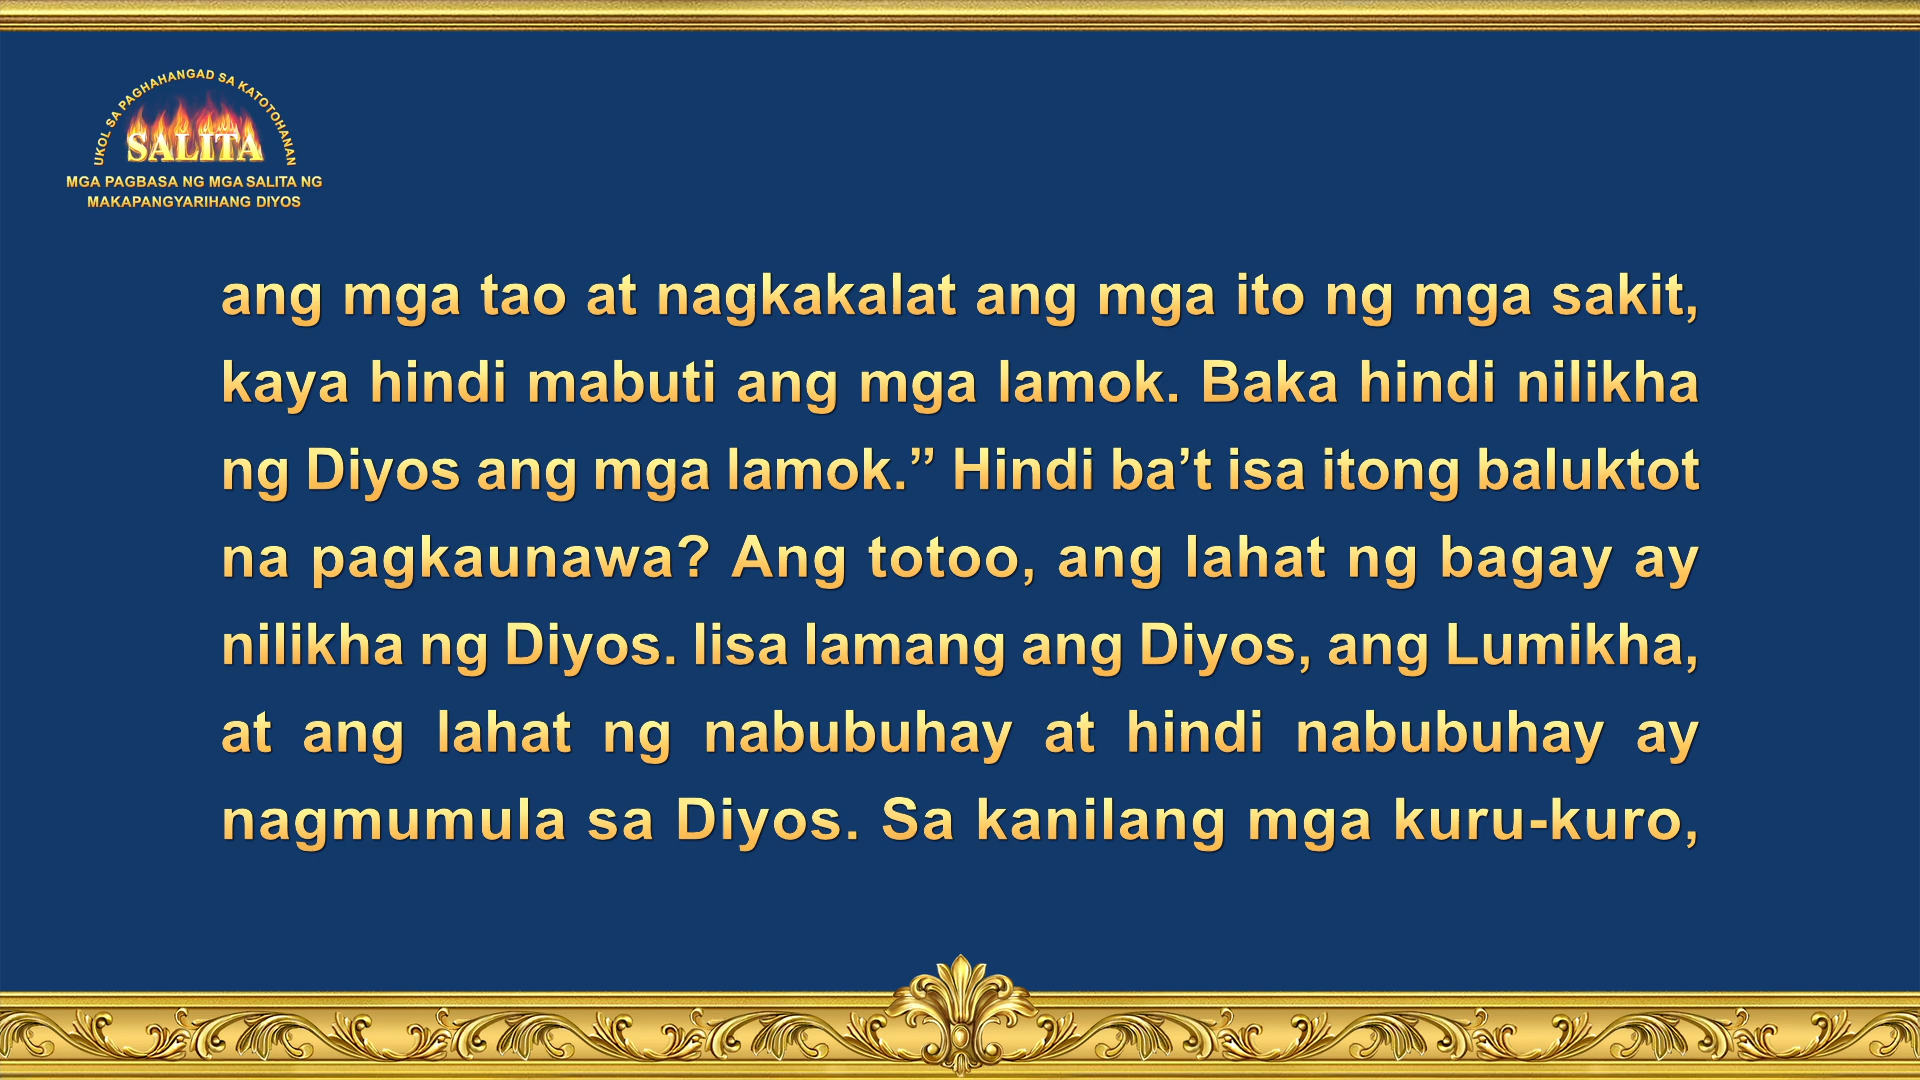 UKOL SA PAGHAHANGAD SA KATOTOHANAN
SALITA
MGA PAGBASA NG MGA SALITA NG
MAKAPANGYARIHANG DIYOS
ang mga tao at nagkakalat ang mga ito ng mga sakit,
kaya hindi mabuti ang mga lamok. Baka hindi nilikha
ng Diyos ang mga lamok.” Hindi ba’t isa itong baluktot
na pagkaunawa? Ang totoo, ang lahat ng bagay ay
nilikha ng Diyos. Iisa lamang ang Diyos, ang Lumikha,
at ang lahat ng nabubuhay at hindi nabubuhay ay
nagmumula sa Diyos. Sa kanilang mga kuru-kuro,